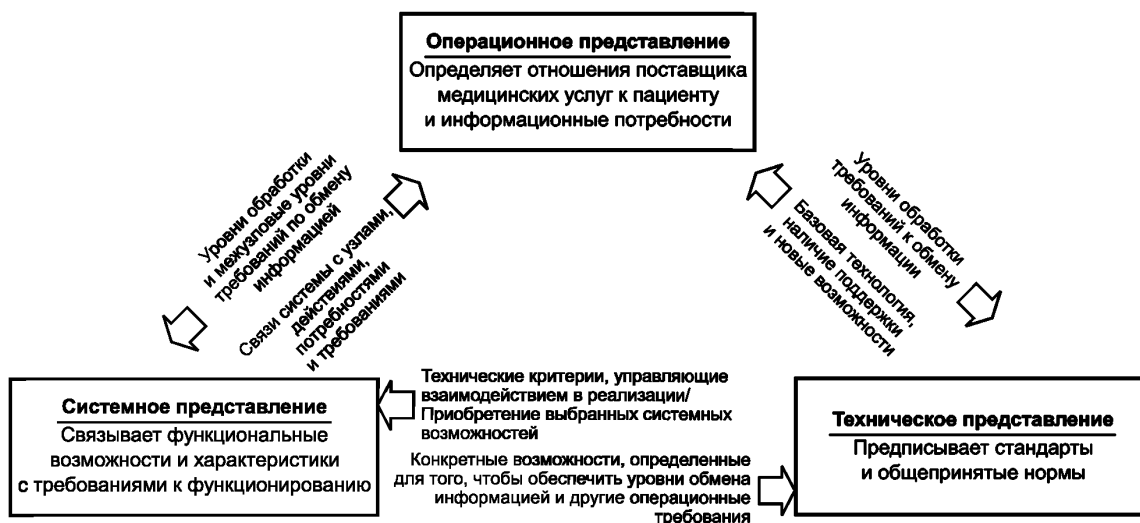 Операционное представление
Определяет отношения поставщика
медицинских услуг к пациенту
и информационные потребности
Уровни обработки
и межузловые уровни
требований по обмену
информацией
Связи системы с узлами,
действиями,
потребностями
и требованиями
Уровни обработки
требований к обмену
информации
Базовая технология,
наличие поддержки
и новые возможности
Системное представление
Связывает функциональные
возможности и характеристики
с требованиями к функционированию
Технические критерии, управляющие
взаимодействием в реализации/
Приобретение выбранных системных
возможностей
Конкретные возможности, определенные
для того, чтобы обеспечить уровни обмена
информацией и другие операционные
требования
Техническое представление
Предписывает стандарты
и общепринятые нормы